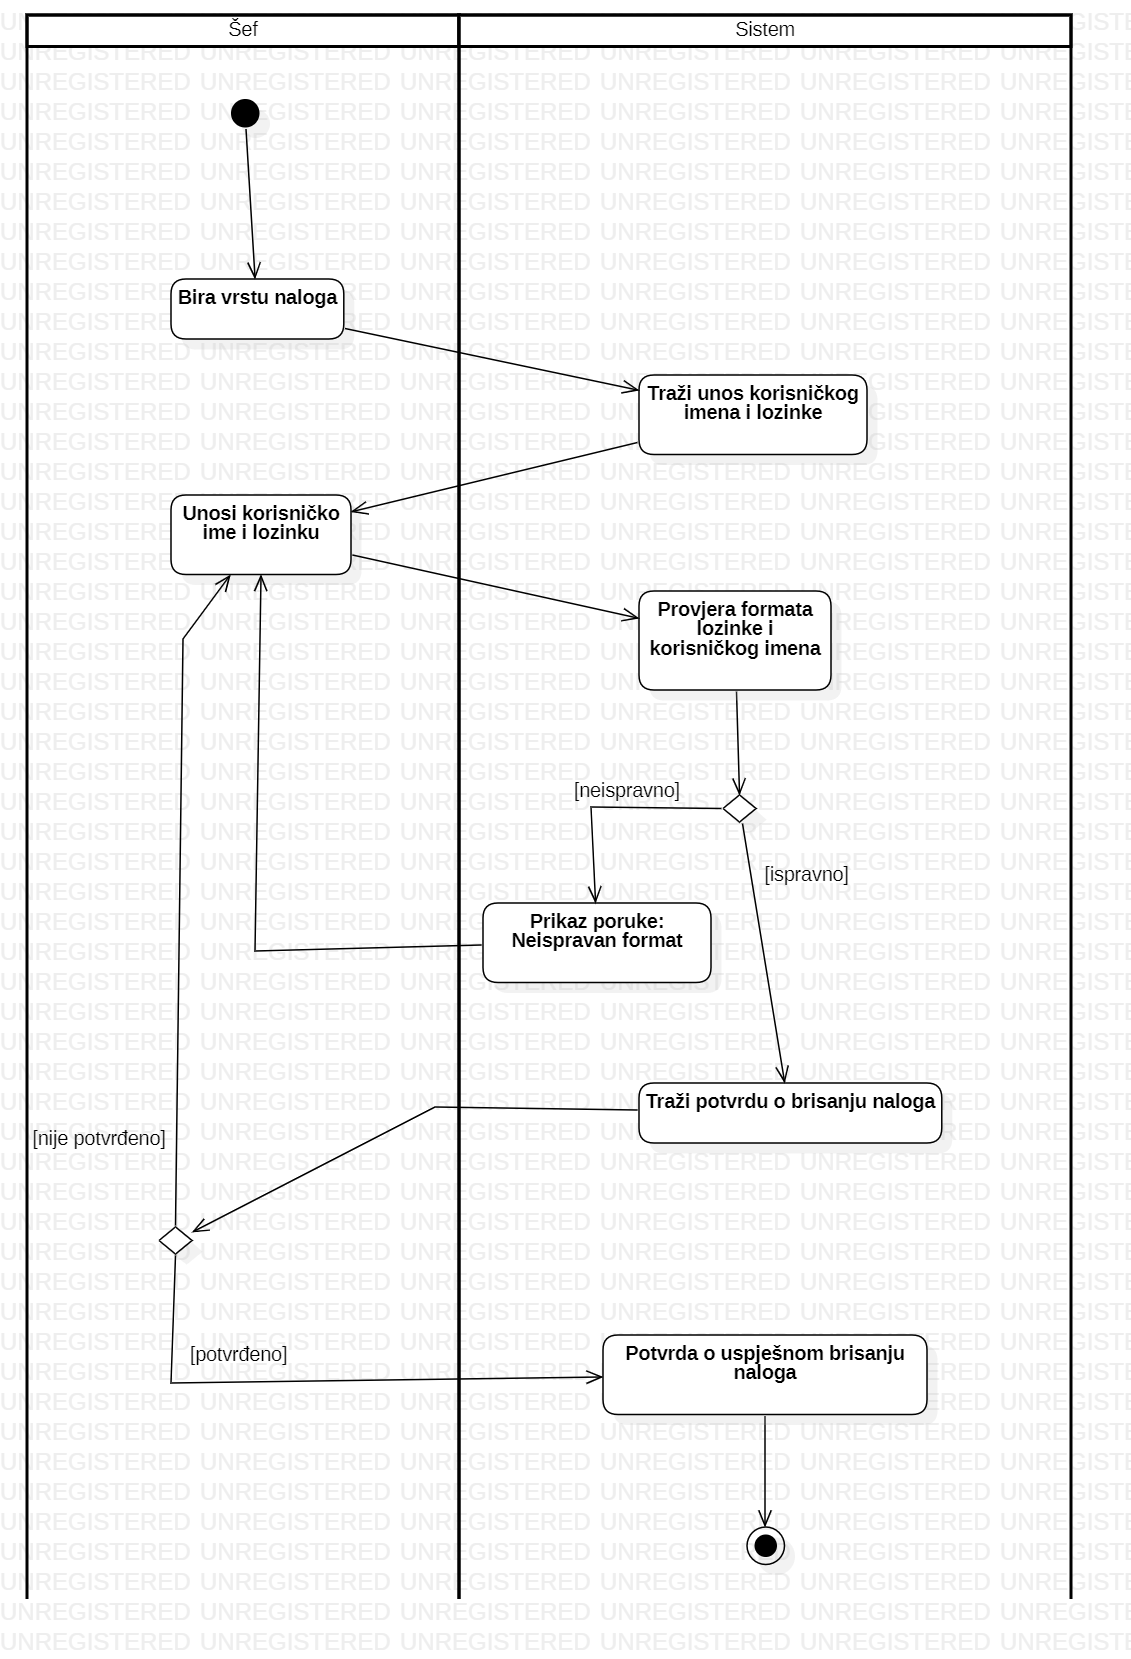 Šef
Sistem
Bira vrstu naloga
Traži unos korisničkog
imena i lozinke
Unosi korisničko
ime i lozinku
Provjera formata
lozinke i
korisničkog imena
[neispravno]
[ispravno]
Prikaz poruke:
Neispravan format
Traži potvrdu o brisanju naloga
[nije potvrđeno]
[potvrđeno]
Potvrda o uspješnom brisanju
naloga
UNREGISTERED